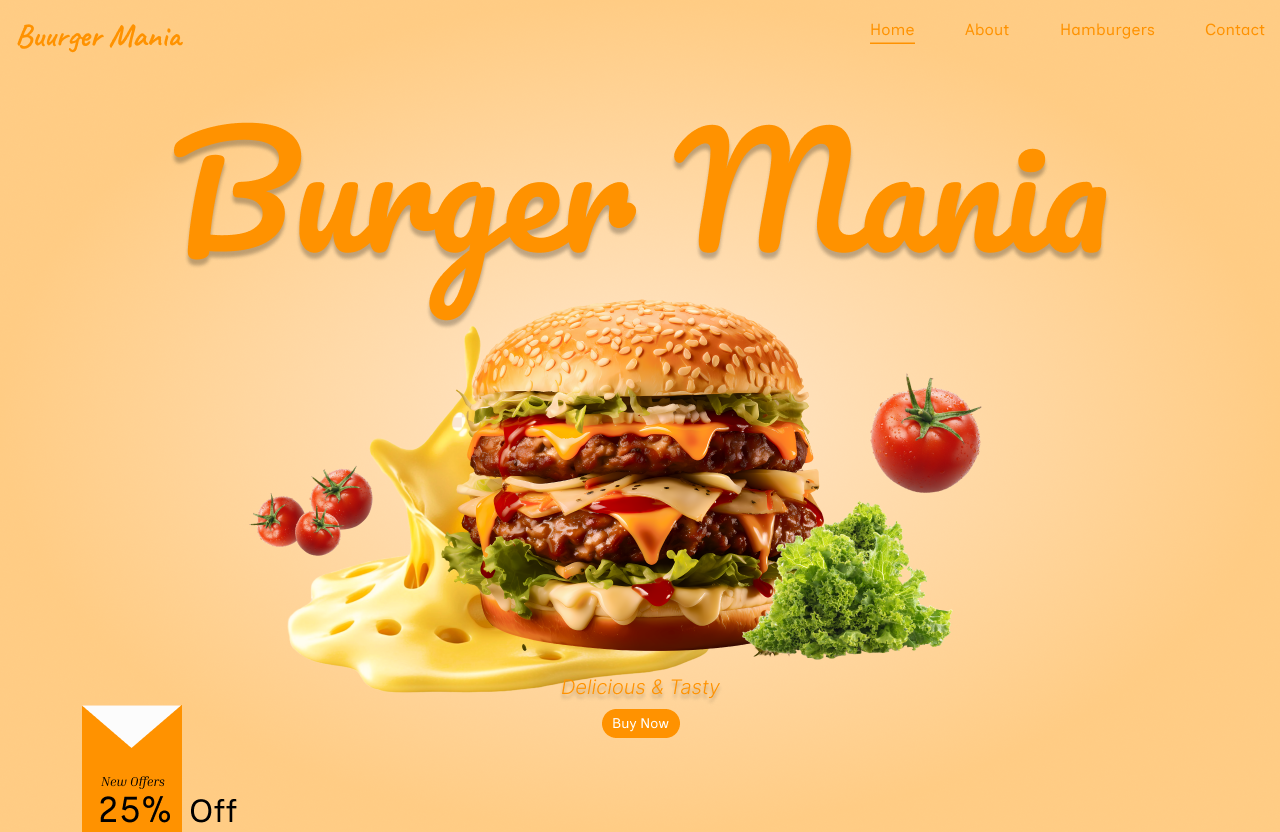 Buurger Mania
Home About Hamburgers Contact
Burger Mania
Delicious & Tasty
Buy Now
New Offers
25% Off